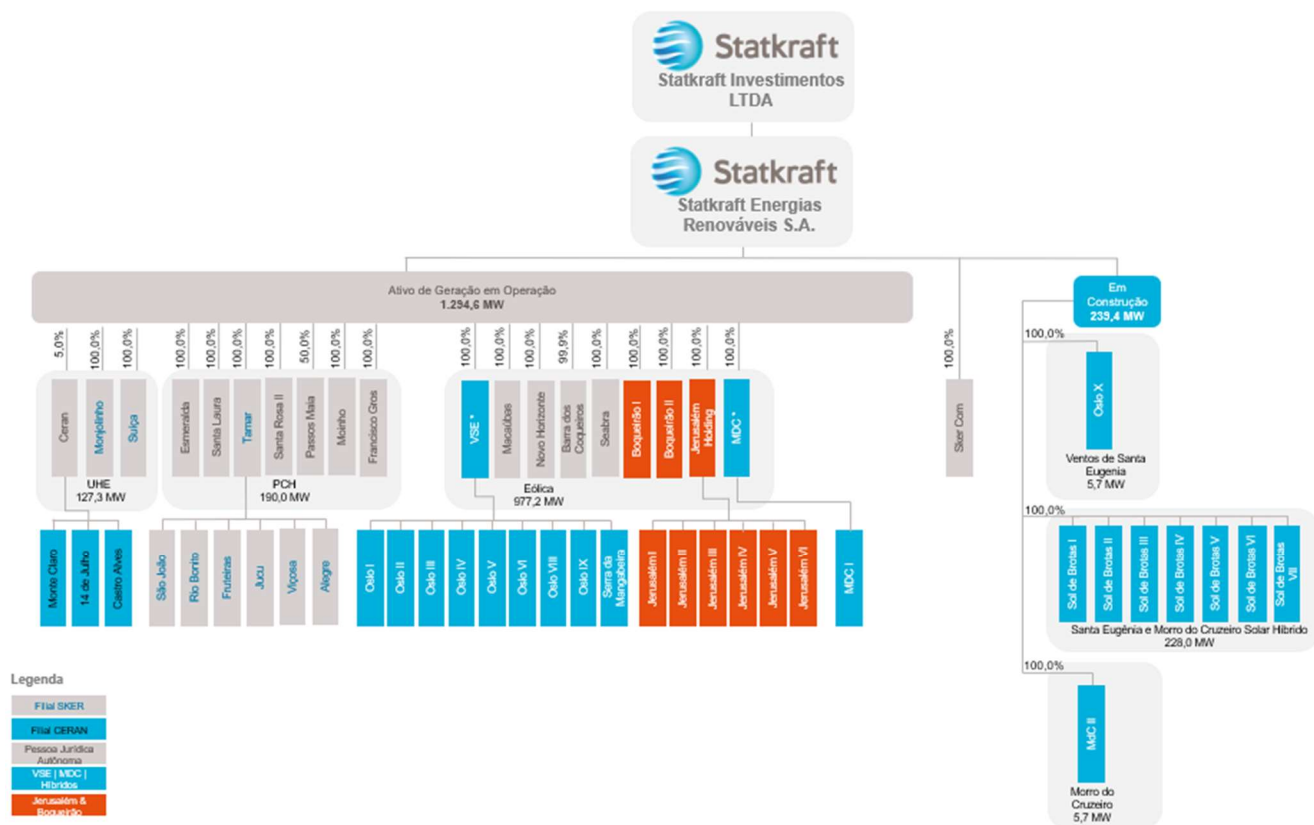 Statkraft
Statkraft Investimentos
LTDA
Statkraft
Statkraft Energias
Renováveis S.A.
Ativo de Geração em Operação
1.294,6 MW
Em
Construção
239,4 MW
5,0%
100,0%
100,0%
100,0%
100,0%
100,0%
100,0%
50,0%
100,0%
100,0%
100,0%
100,0%
100,0%
99,9%
100,0%
100,0%
100,0%
100,0%
100,0%
100,0%
100,0%
Ceran
Monjolinho
Suíça
UHE
127,3 MW
Esmeralda
Santa Laura
Tamar
Santa Rosa II
Passos Maia
Moinho
Francisco Gros
PCH
190,0 MW
VSE *
Macaúbas
Novo Horizonte
Barra dos
Coqueiros
Seabra
Boqueirão I
Boqueirão II
Jerusalém
Holding
MDC *
Eólica
977,2 MW
Sker Com
Oslo X
Ventos de Santa
Eugenia
5,7 MW
Monte Claro
14 de Julho
Castro Alves
São João
Rio Bonito
Fruteiras
Jucu
Viçosa
Alegre
Oslo I
Oslo II
Oslo III
Oslo IV
Oslo V
Oslo VI
Oslo VIII
Oslo IX
Serra da
Mangabeira
Jerusalém I
Jerusalém II
Jerusalém III
Jerusalém IV
Jerusalém V
Jerusalém VI
MDC I
100,0%
Sol de Brotas I
Sol de Brotas II
Sol de Brotas III
Sol de Brotas IV
Sol de Brotas V
Sol de Brotas VI
Sol de Brotas
VII
Santa Eugênia e Morro do Cruzeiro Solar Híbrido
228,0 MW
100,0%
MdC II
Morro do
Cruzeiro
5,7 MW
Legenda
Filial SKER
Filial CERAN
Pessoa Jurídica
Autônoma
VSE | MDC |
Híbridos
Jerusalém &
Boqueirão